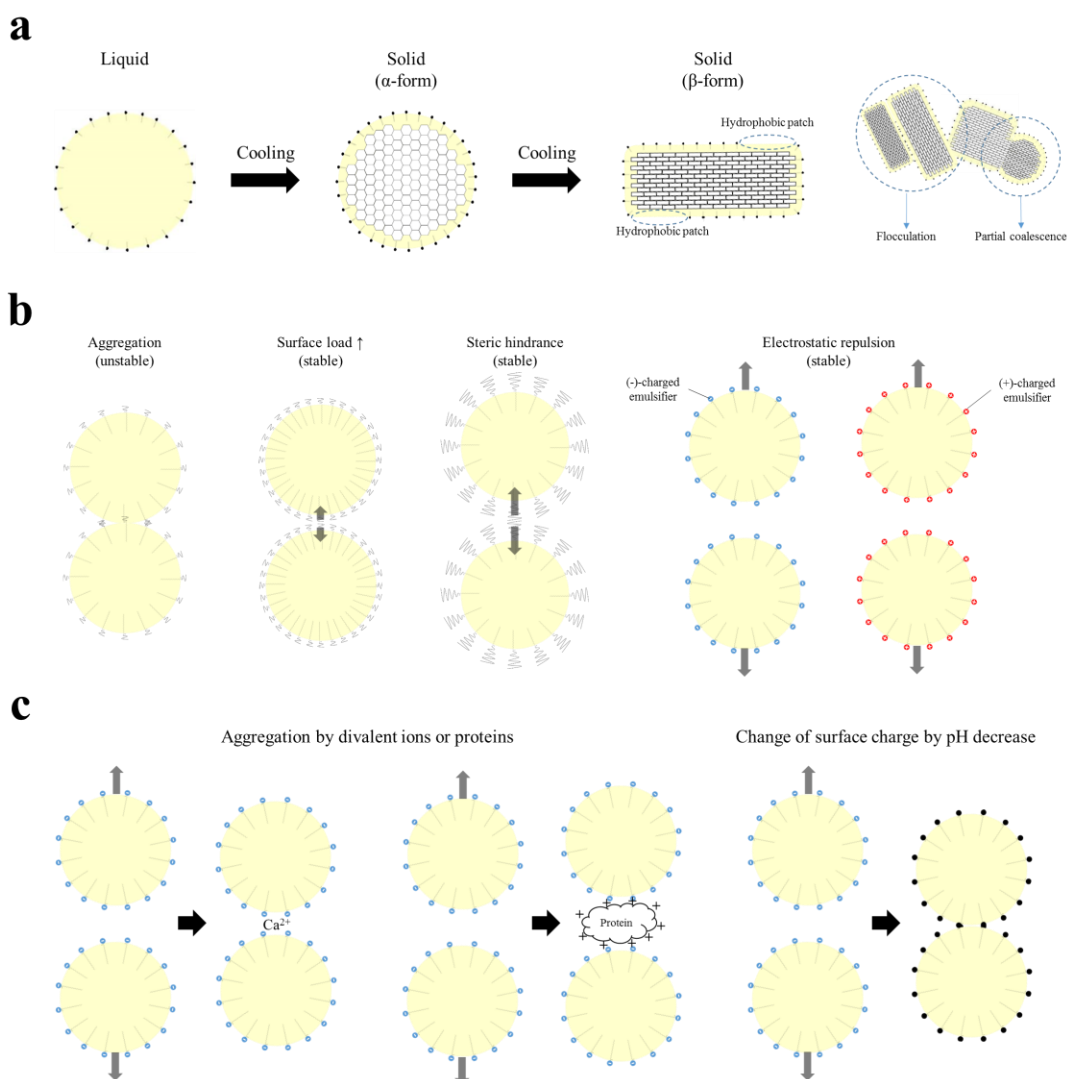 a
Liquid
Solid
(α-form)
Solid
(β-form)
Cooling
Cooling
Hydrophobic patch
Hydrophobic patch
Flocculation
Partial coalescence
b
Aggregation
(unstable)
Surface load ↑
(stable)
Steric hindrance
(stable)
Electrostatic repulsion
(stable)
(-)-charged
emulsifier
(+)-charged
emulsifier
c
Aggregation by divalent ions or proteins
Change of surface charge by pH decrease
Ca²⁺
Protein